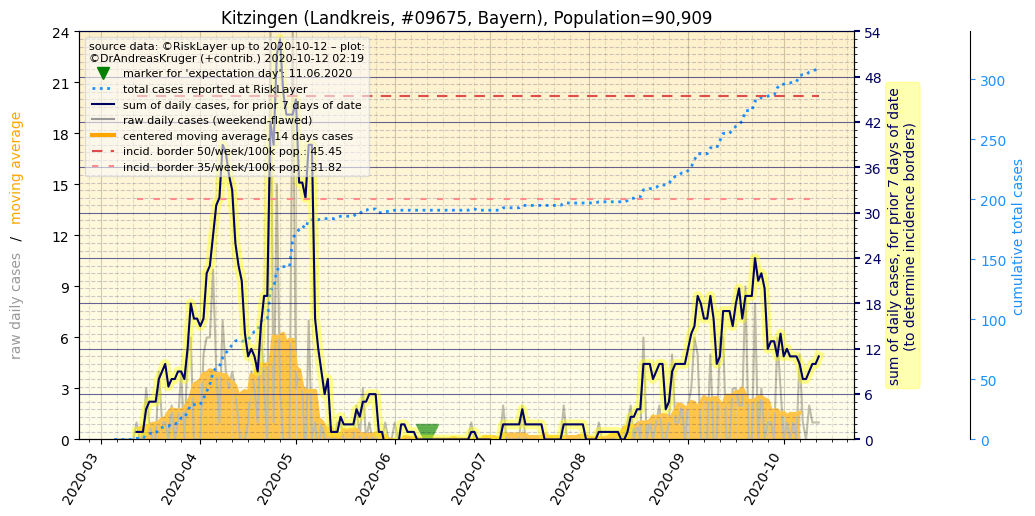 Kitzingen (Landkreis, #09675, Bayern), Population=90,909
source data: ©RiskLayer up to 2020-10-12 – plot:
©DrAndreasKruger (+contrib.) 2020-10-12 02:19
marker for 'expectation day': 11.06.2020
total cases reported at RiskLayer
sum of daily cases, for prior 7 days of date
raw daily cases (weekend-flawed)
centered moving average, 14 days cases
incid. border 50/week/100k pop.: 45.45
incid. border 35/week/100k pop.: 31.82
raw daily cases / moving average
24
21
18
15
12
9
6
3
0
2020-03
2020-04
2020-05
2020-06
2020-07
2020-08
2020-09
2020-10
54
48
42
36
30
24
18
12
6
0
sum of daily cases, for prior 7 days of date
(to determine incidence borders)
300
250
200
150
100
50
0
cumulative total cases